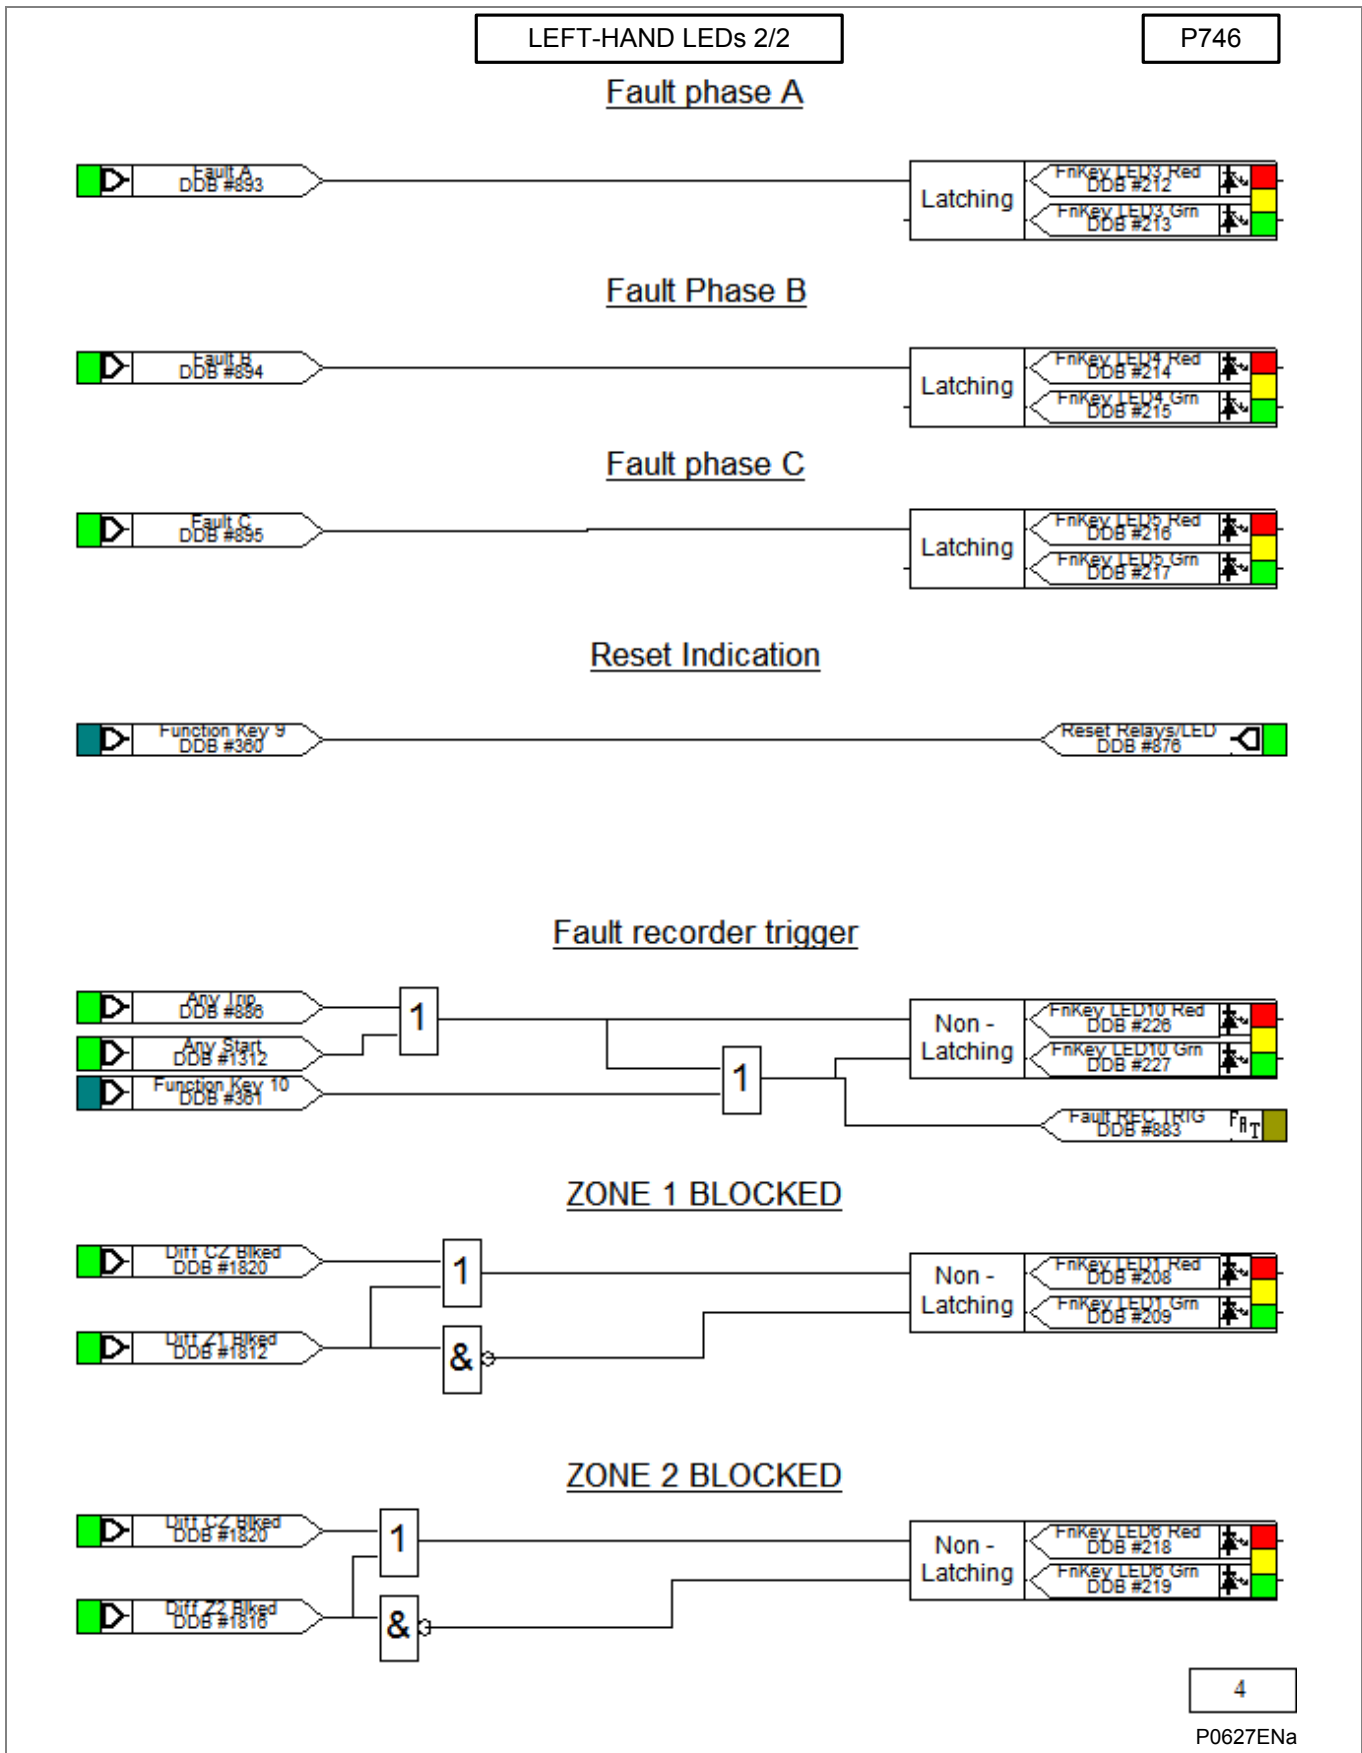 LEFT-HAND LEDs 2/2
P746
Fault phase A
Fault A
DDB #893
Latching
FnKey LED3 Red
DDB #212
FnKey LED3 Grn
DDB #213
Fault Phase B
Fault B
DDB #894
Latching
FnKey LED4 Red
DDB #214
FnKey LED4 Grn
DDB #215
Fault phase C
Fault C
DDB #895
Latching
FnKey LED5 Red
DDB #216
FnKey LED5 Grn
DDB #217
Reset Indication
Function Key 9
DDB #360
Reset Relays/LED
DDB #876
Fault recorder trigger
Any Trip
DDB #886
Any Start
DDB #1312
Function Key 10
DDB #361
1
1
Non -
Latching
FnKey LED10 Red
DDB #226
FnKey LED10 Grn
DDB #227
Fault REC TRIG
DDB #883
FRT
ZONE 1 BLOCKED
Diff CZ Blked
DDB #1820
Diff Z1 Blked
DDB #1812
1
&
Non -
Latching
FnKey LED1 Red
DDB #208
FnKey LED1 Grn
DDB #209
ZONE 2 BLOCKED
Diff CZ Blked
DDB #1820
Diff Z2 Blked
DDB #1816
1
&
Non -
Latching
FnKey LED6 Red
DDB #218
FnKey LED6 Grn
DDB #219
4
P0627ENa